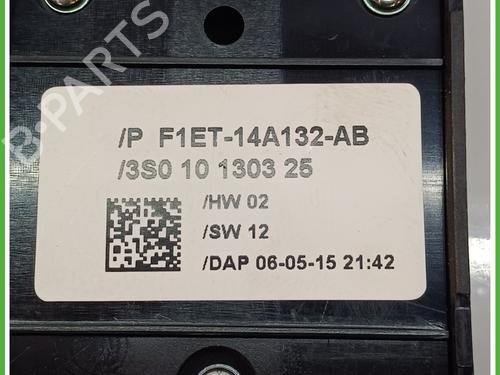 B-PARTS
/P F1ET-14A132-AB
/3S0 10 1303 25
/HW 02
/SW 12
/DAP 06-05-15 21:42